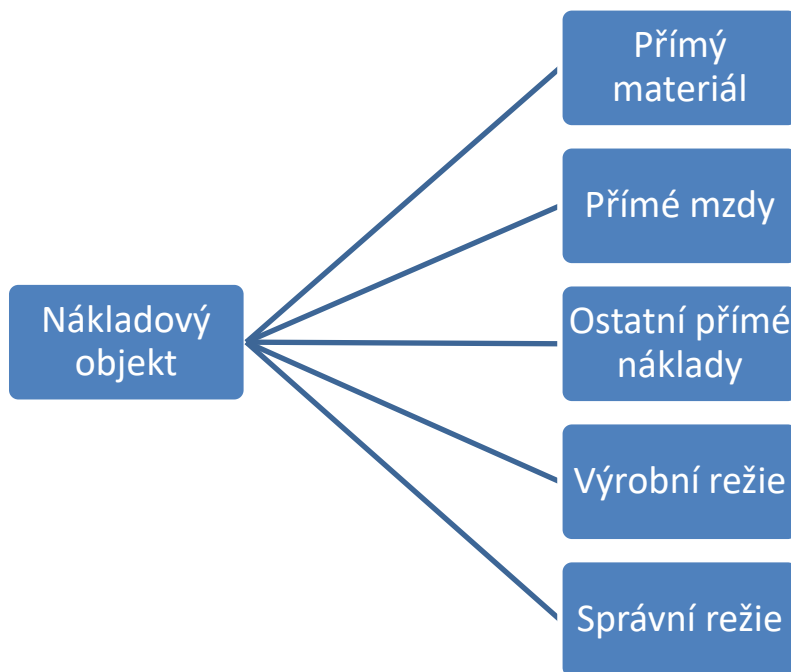 Přímý
materiál
Přímé mzdy
Nákladový
objekt
Ostatní přímé
náklady
Výrobní režie
Správní režie